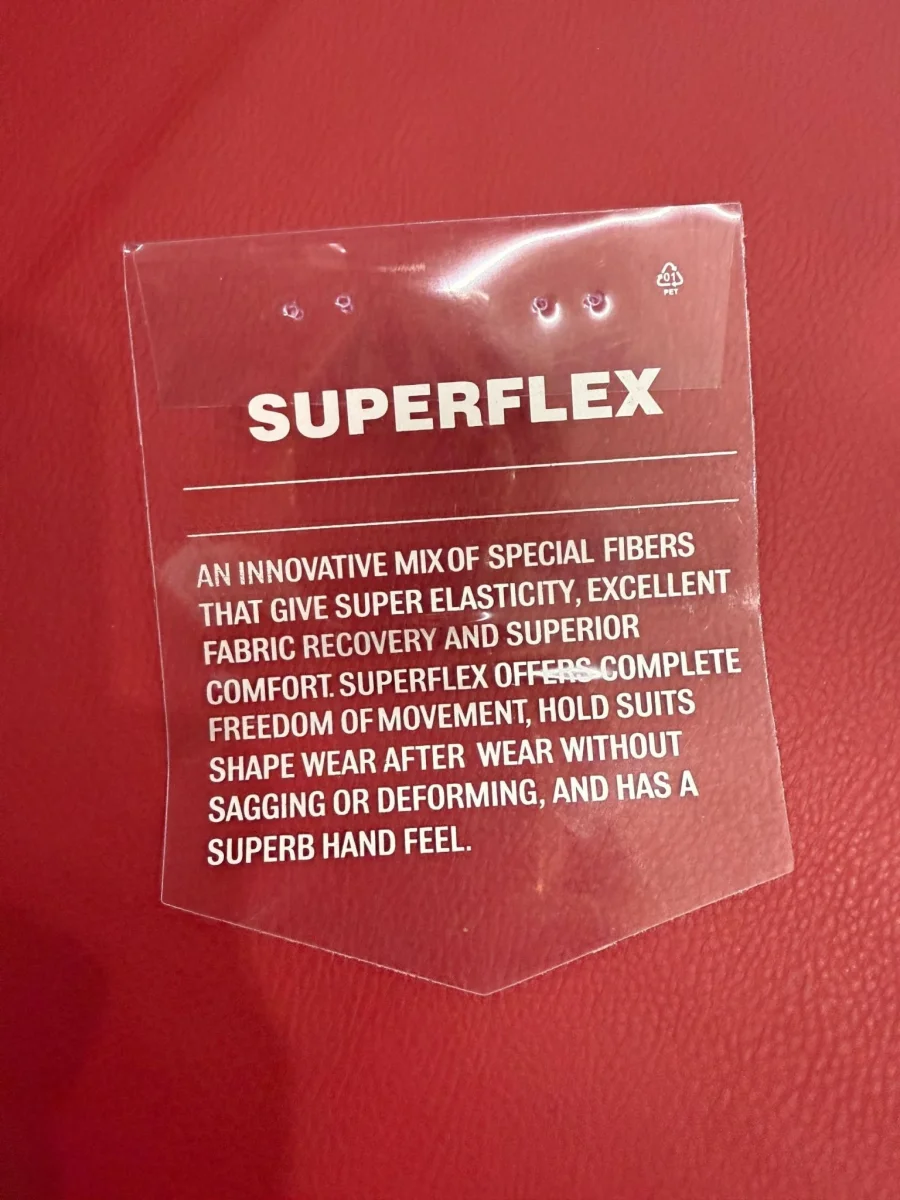 01
PET
SUPERFLEX
AN INNOVATIVE MIX OF SPECIAL FIBERS
THAT GIVE SUPER ELASTICITY, EXCELLENT
FABRIC RECOVERY AND SUPERIOR
COMFORT. SUPERFLEX OFFERS COMPLETE
FREEDOM OF MOVEMENT, HOLD SUITS
SHAPE WEAR AFTER WEAR WITHOUT
SAGGING OR DEFORMING, AND HAS A
SUPERB HAND FEEL.